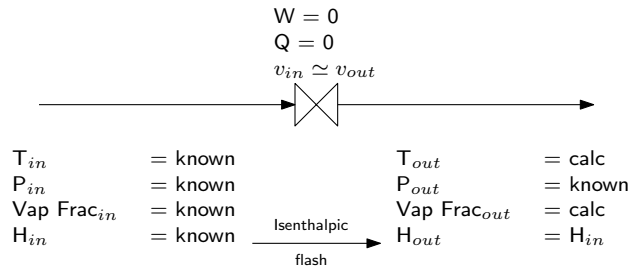 W = 0
Q = 0
v_in ≃ v_out
T_in = known
P_in = known
Vap Frac_in = known
H_in = known
Isenthalpic
flash
T_out = calc
P_out = known
Vap Frac_out = calc
H_out = H_in